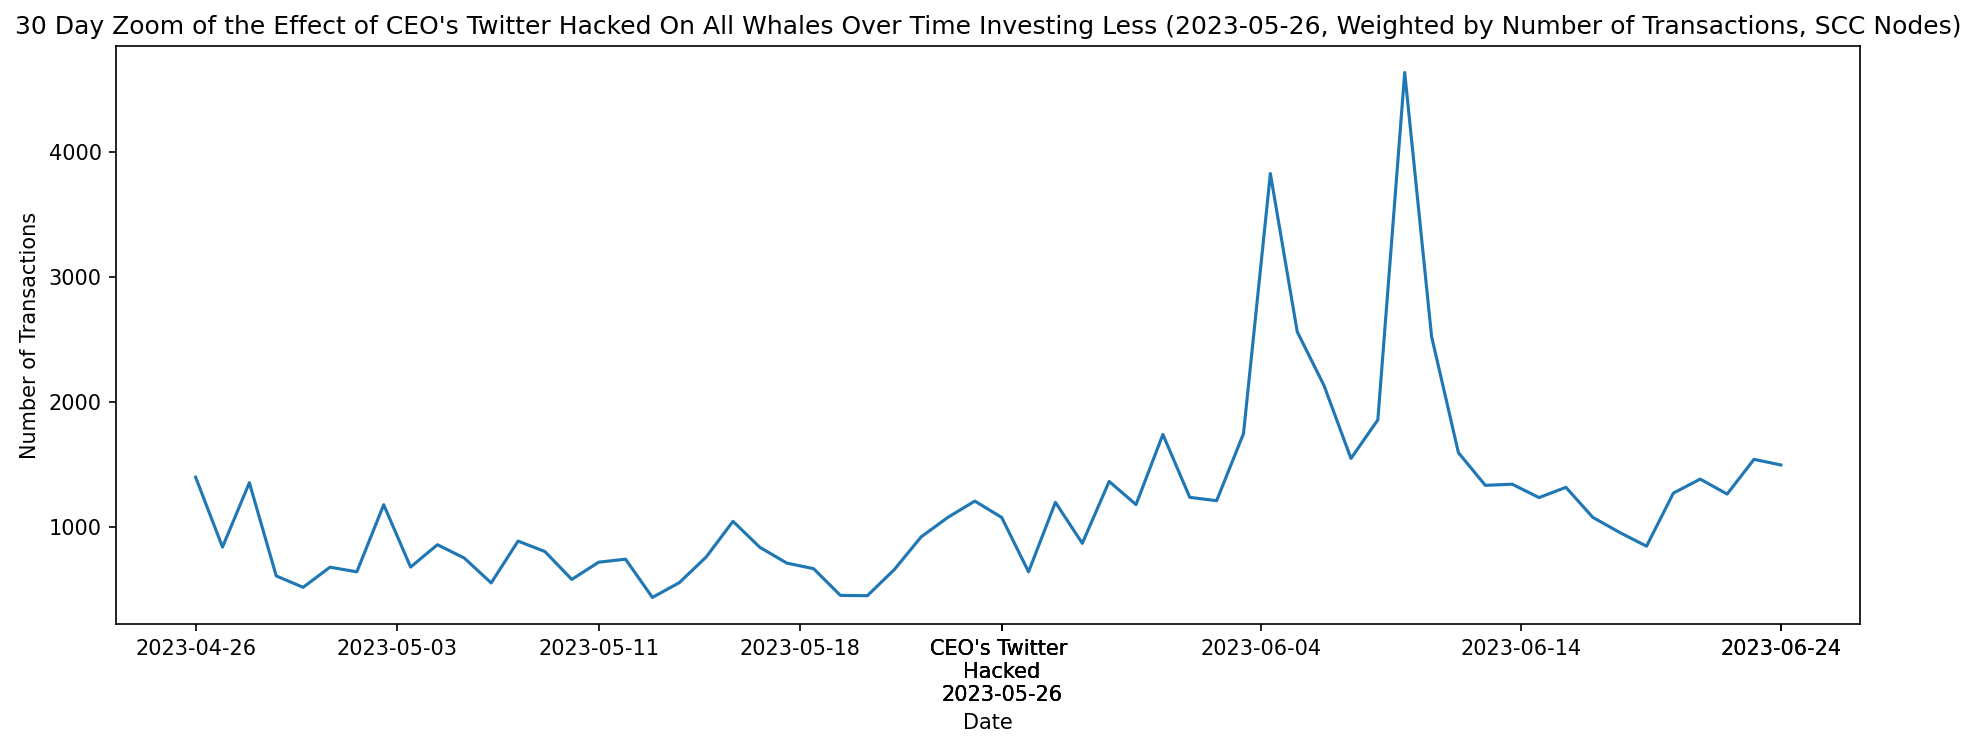 30 Day Zoom of the Effect of CEO's Twitter Hacked On All Whales Over Time Investing Less (2023-05-26, Weighted by Number of Transactions, SCC Nodes)
Number of Transactions
4000
3000
2000
1000
2023-04-26
2023-05-03
2023-05-11
2023-05-18
CEO's Twitter
Hacked
2023-05-26
2023-06-04
2023-06-14
2023-06-24
Date